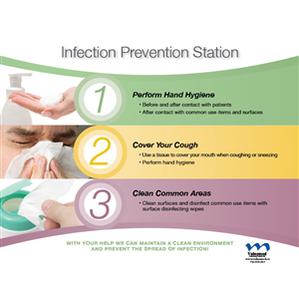 Infection Prevention Station
1
Perform Hand Hygiene
• Before and after contact with patients
• After contact with common use items and surfaces
2
Cover Your Cough
• Use a tissue to cover your mouth when coughing or sneezing
• Perform hand hygiene
3
Clean Common Areas
• Clean surfaces and disinfect common use items with
surface disinfecting wipes
WITH YOUR HELP WE CAN MAINTAIN A CLEAN ENVIRONMENT
AND PREVENT THE SPREAD OF INFECTION!